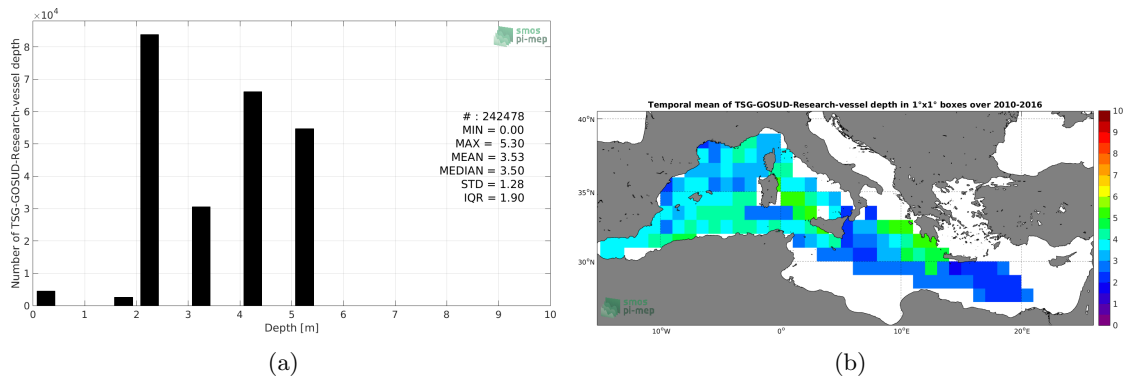 ×10⁴
8
7
6
5
4
3
2
1
0
Number of TSG-GOSUD-Research-vessel depth
smos
pi-mep
# : 242478
MIN = 0.00
MAX = 5.30
MEAN = 3.53
MEDIAN = 3.50
STD = 1.28
IQR = 1.90
0 1 2 3 4 5 6 7 8 9 10
Depth [m]
(a)
Temporal mean of TSG-GOSUD-Research-vessel depth in 1°x1° boxes over 2010-2016
40°N
35°N
30°N
smos
pi-mep
10°W 0° 10°E 20°E
10
9
8
7
6
5
4
3
2
1
0
(b)